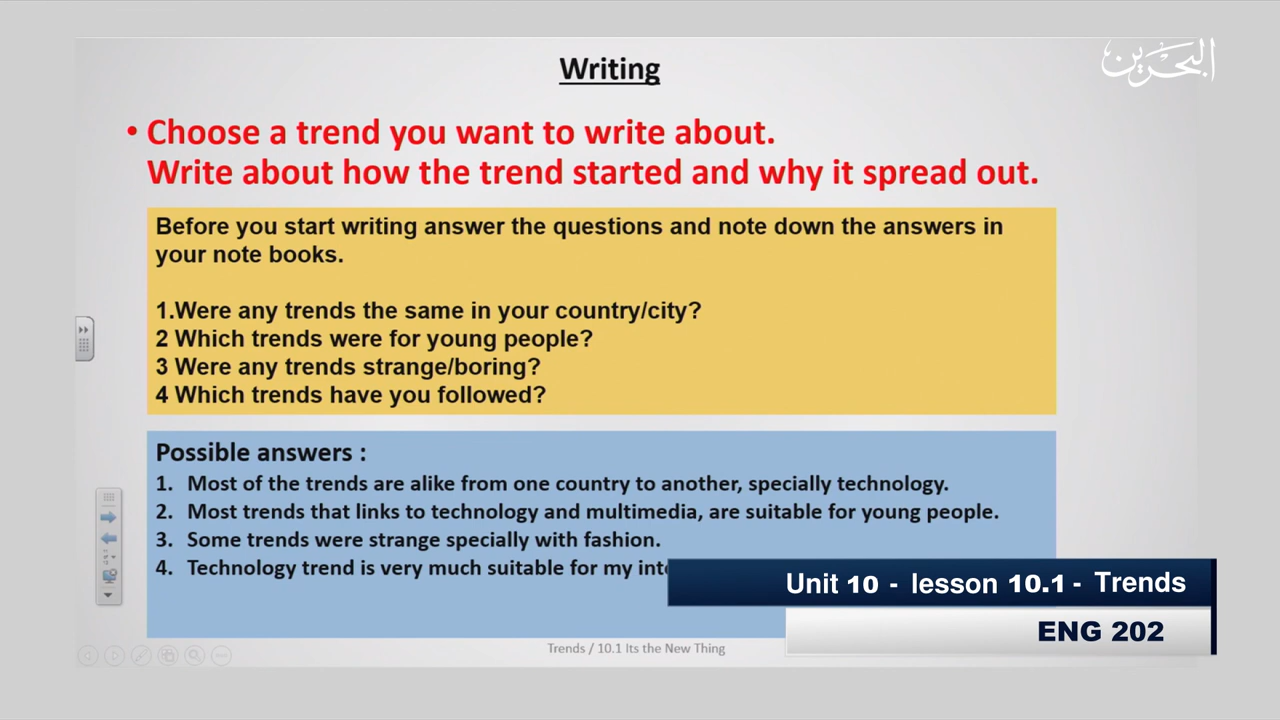 البحرين
Writing
• Choose a trend you want to write about.
Write about how the trend started and why it spread out.
Before you start writing answer the questions and note down the answers in
your note books.
1.Were any trends the same in your country/city?
2 Which trends were for young people?
3 Were any trends strange/boring?
4 Which trends have you followed?
Possible answers :
1. Most of the trends are alike from one country to another, specially technology.
2. Most trends that links to technology and multimedia, are suitable for young people.
3. Some trends were strange specially with fashion.
4. Technology trend is very much suitable for my
Unit 10 - lesson 10.1 - Trends
ENG 202
Trends / 10.1 Its the New Thing